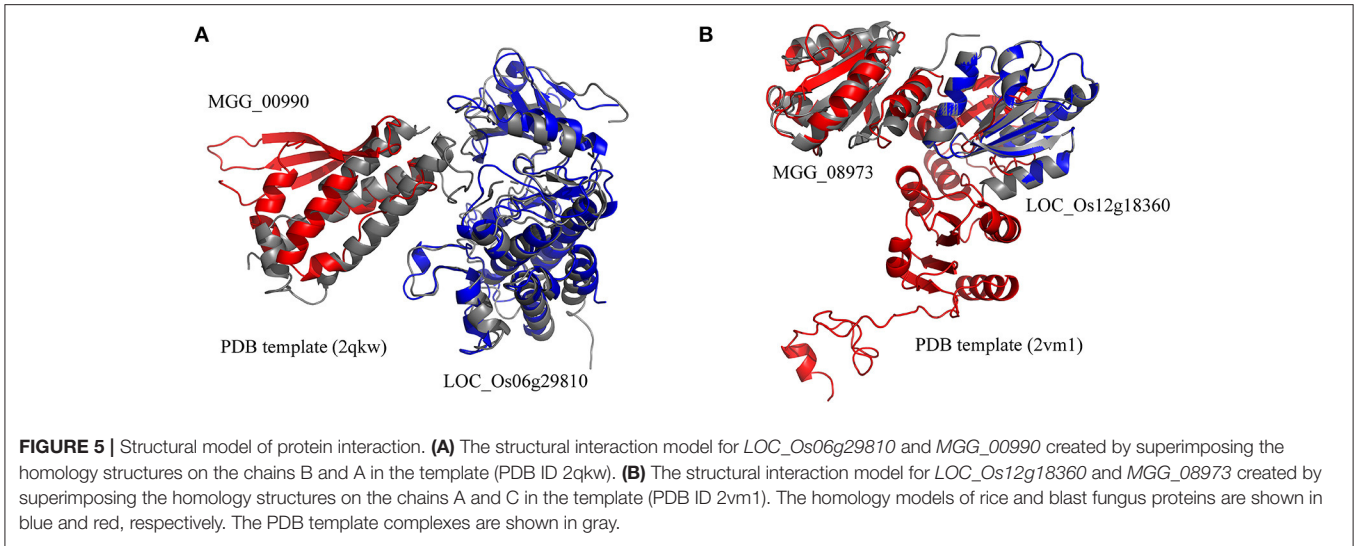 A
B
MGG_00990
MGG_08973
LOC_Os12g18360
PDB template (2qkw)
LOC_Os06g29810
PDB template (2vm1)
FIGURE 5 | Structural model of protein interaction. (A) The structural interaction model for LOC_Os06g29810 and MGG_00990 created by superimposing the
homology structures on the chains B and A in the template (PDB ID 2qkw). (B) The structural interaction model for LOC_Os12g18360 and MGG_08973 created by
superimposing the homology structures on the chains A and C in the template (PDB ID 2vm1). The homology models of rice and blast fungus proteins are shown in
blue and red, respectively. The PDB template complexes are shown in gray.